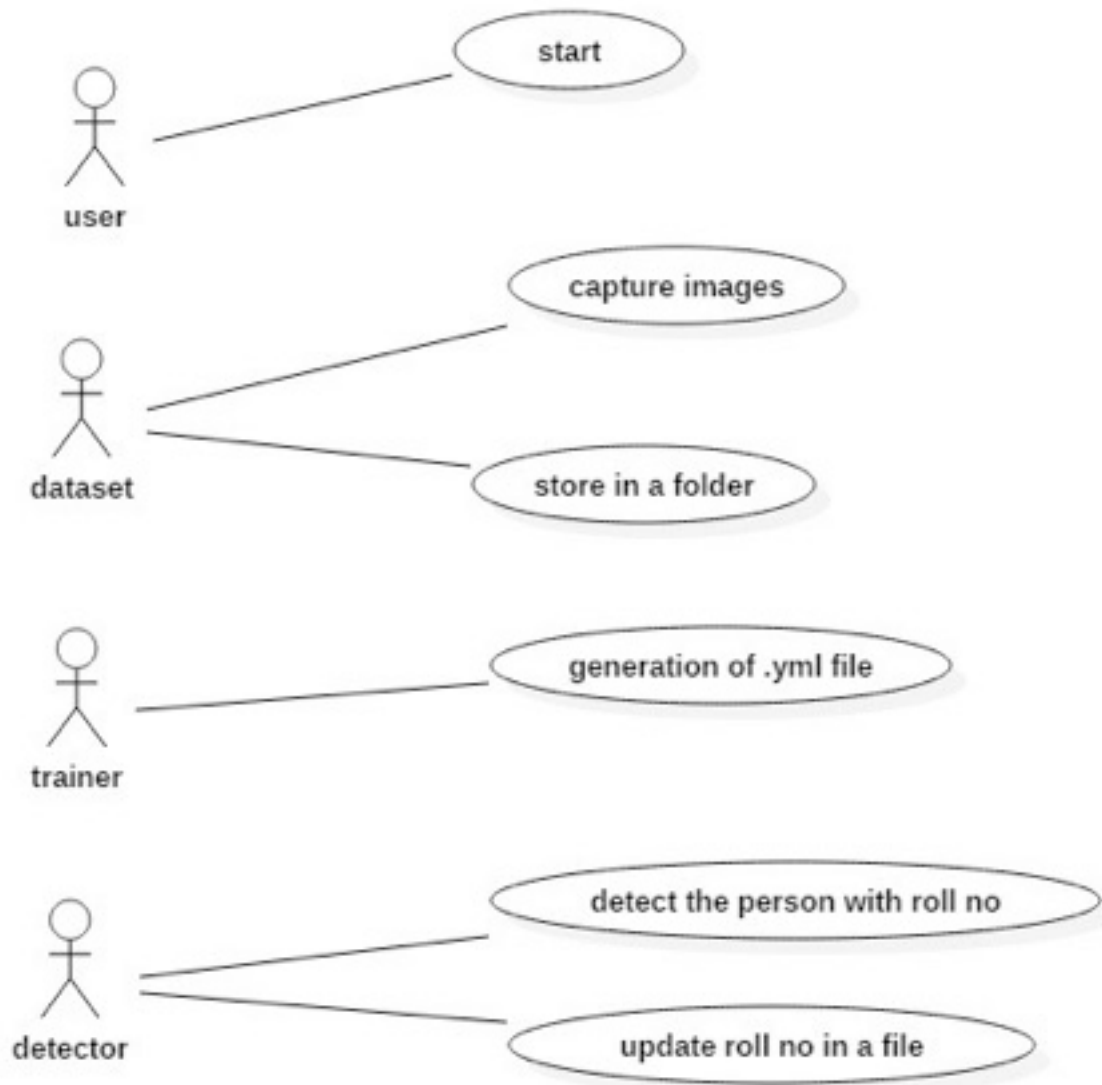 start
user
capture images
dataset
store in a folder
generation of .yml file
trainer
detect the person with roll no
detector
update roll no in a file